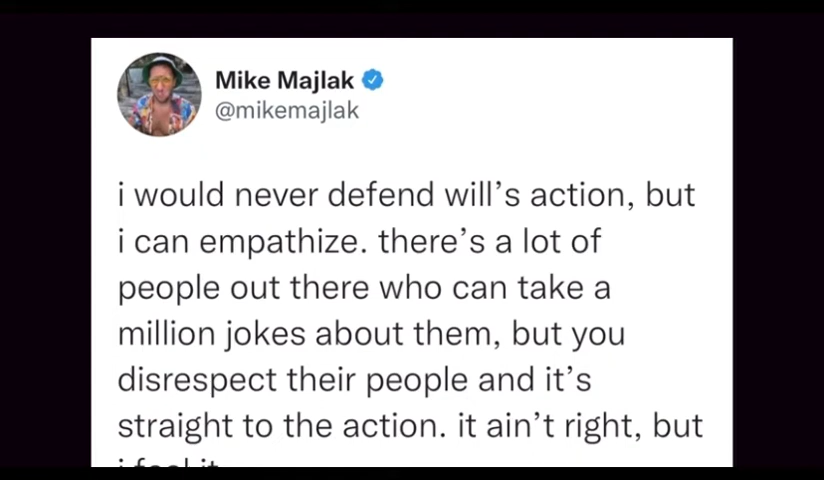 Mike Majlak
@mikemajlak
i would never defend will's action, but
i can empathize. there's a lot of
people out there who can take a
million jokes about them, but you
disrespect their people and it's
straight to the action. it ain't right, but
i feel it